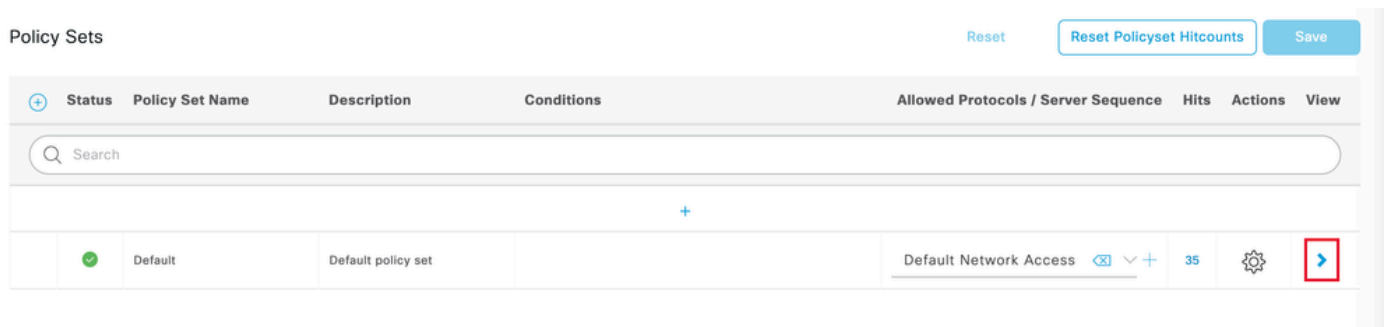 Policy Sets
Reset
Reset Policyset Hitcounts
Save
Status Policy Set Name Description Conditions Allowed Protocols / Server Sequence Hits Actions View
Search
Default Default policy set Default Network Access 35